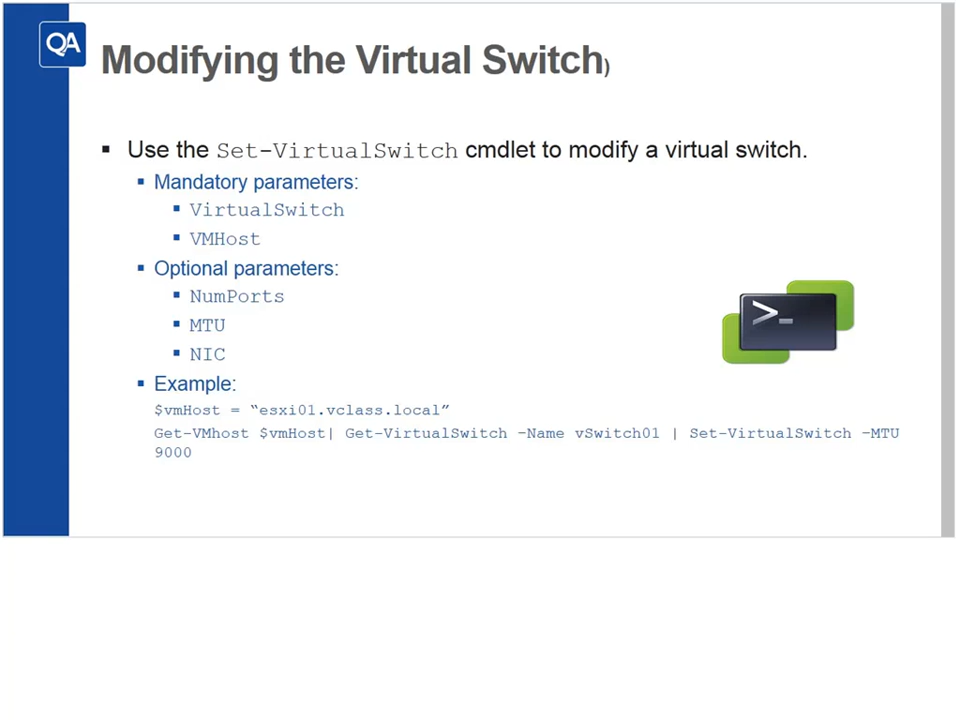 QA
Modifying the Virtual Switch)
▪ Use the Set-VirtualSwitch cmdlet to modify a virtual switch.
▪ Mandatory parameters:
▪ VirtualSwitch
▪ VMHost
▪ Optional parameters:
▪ NumPorts
▪ MTU
▪ NIC
▪ Example:
$vmHost = “esxi01.vclass.local”
Get-VMhost $vmHost| Get-VirtualSwitch –Name vSwitch01 | Set-VirtualSwitch –MTU
9000
>_